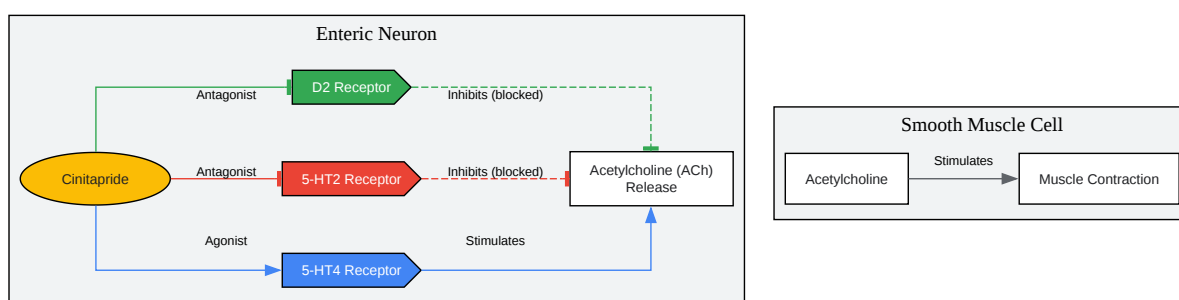 Enteric Neuron
D2 Receptor
Antagonist
Inhibits (blocked)
Cinitapride
Antagonist
5-HT2 Receptor
Inhibits (blocked)
Acetylcholine (ACh)
Release
Agonist
Stimulates
5-HT4 Receptor
Smooth Muscle Cell
Acetylcholine
Stimulates
Muscle Contraction